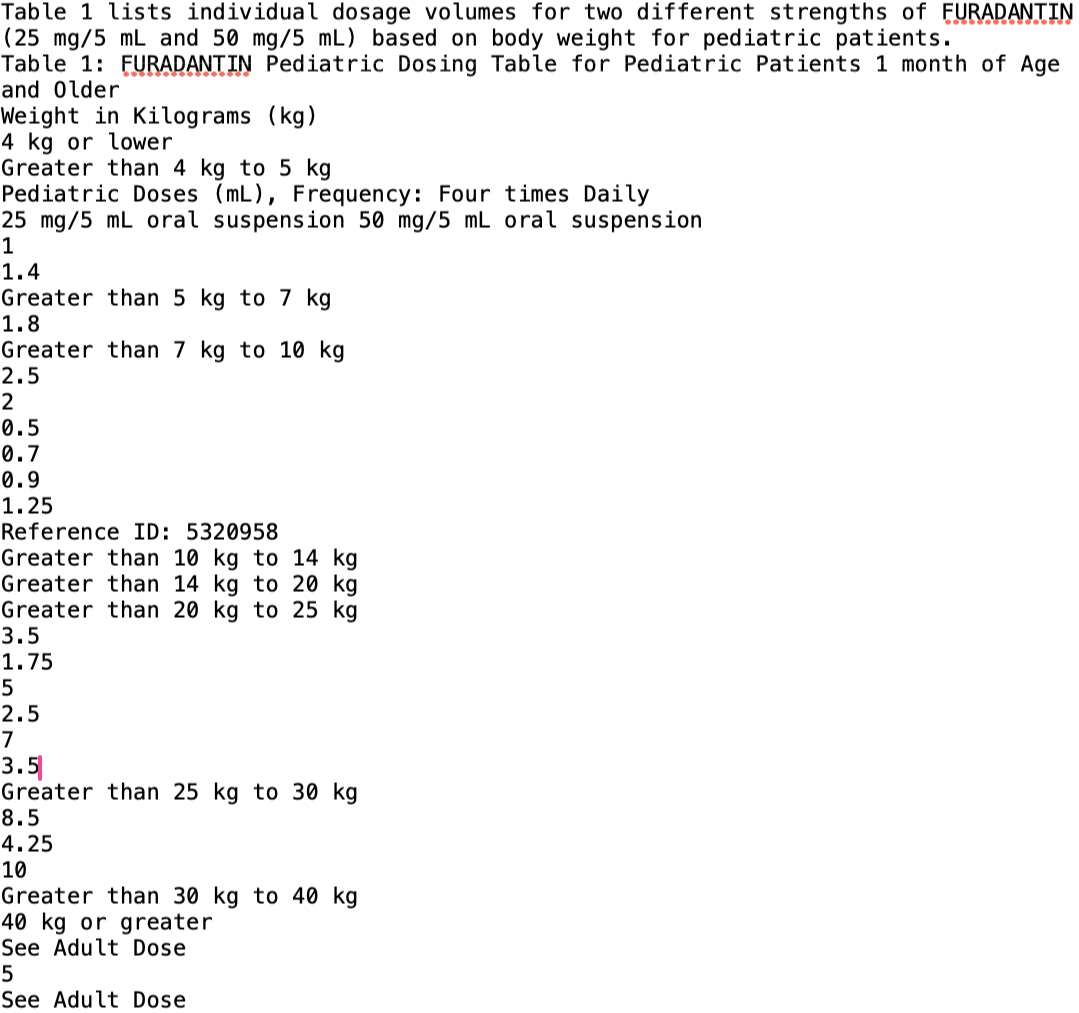 Table 1 lists individual dosage volumes for two different strengths of FURADANTIN
(25 mg/5 mL and 50 mg/5 mL) based on body weight for pediatric patients.
Table 1: FURADANTIN Pediatric Dosing Table for Pediatric Patients 1 month of Age
and Older
Weight in Kilograms (kg)
4 kg or lower
Greater than 4 kg to 5 kg
Pediatric Doses (mL), Frequency: Four times Daily
25 mg/5 mL oral suspension 50 mg/5 mL oral suspension
1
1.4
Greater than 5 kg to 7 kg
1.8
Greater than 7 kg to 10 kg
2.5
2
0.5
0.7
0.9
1.25
Reference ID: 5320958
Greater than 10 kg to 14 kg
Greater than 14 kg to 20 kg
Greater than 20 kg to 25 kg
3.5
1.75
5
2.5
7
3.5
Greater than 25 kg to 30 kg
8.5
4.25
10
Greater than 30 kg to 40 kg
40 kg or greater
See Adult Dose
5
See Adult Dose